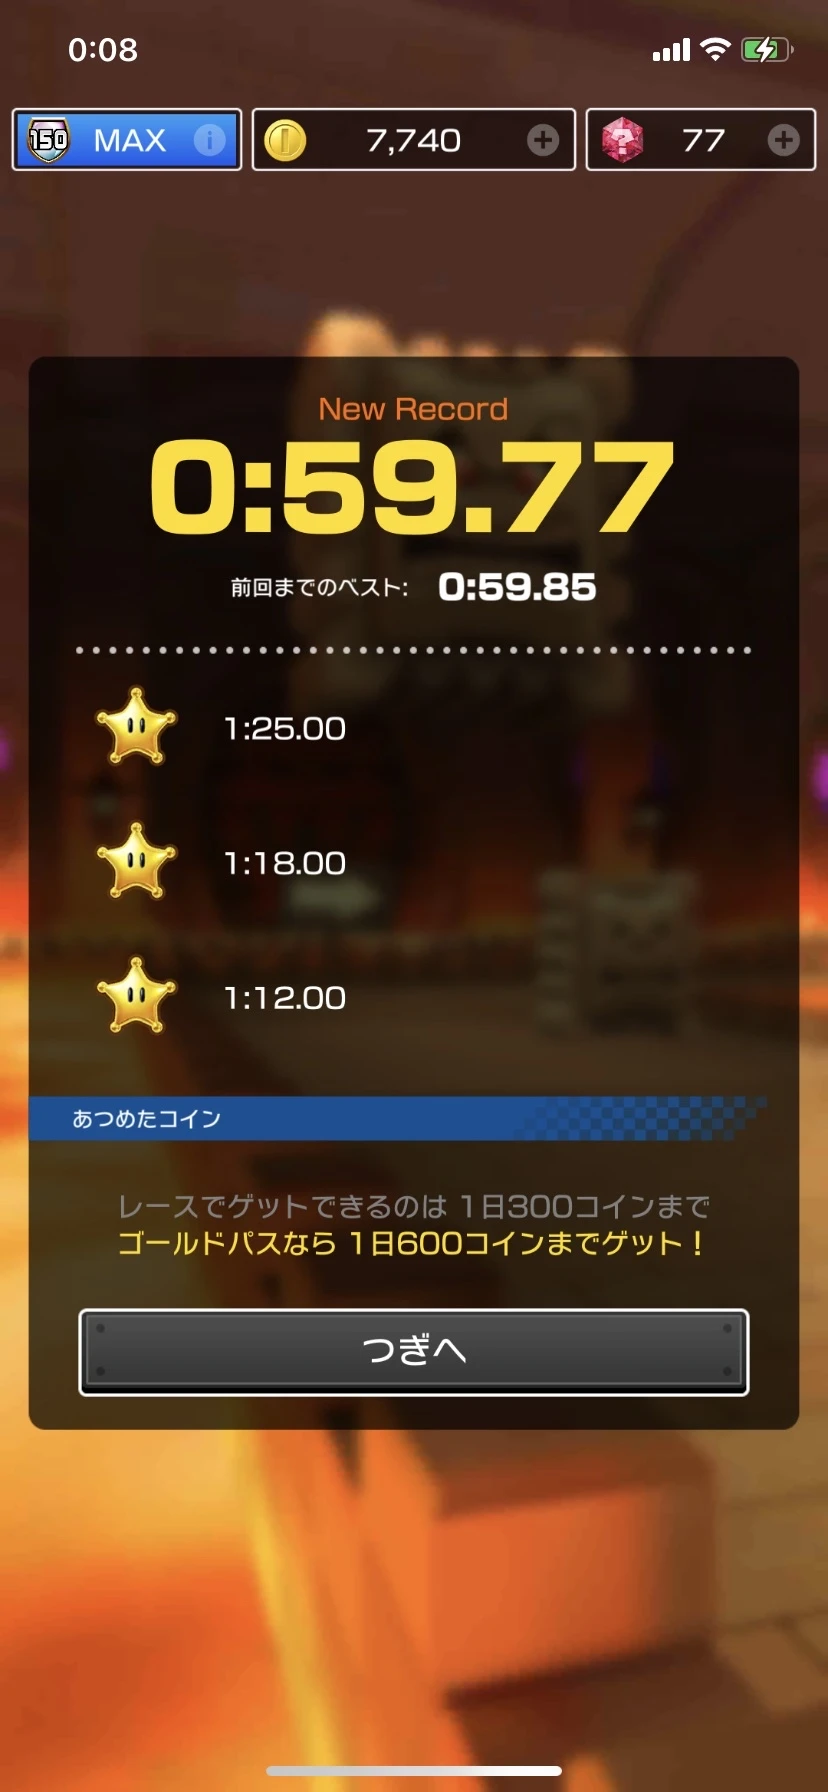 0:08
150 MAX i 7,740 + ? 77 +
New Record
0:59.77
前回までのベスト: 0:59.85
1:25.00
1:18.00
1:12.00
あつめたコイン
レースでゲットできるのは 1日300コインまで
ゴールドパスなら 1日600コインまでゲット！
つぎへ